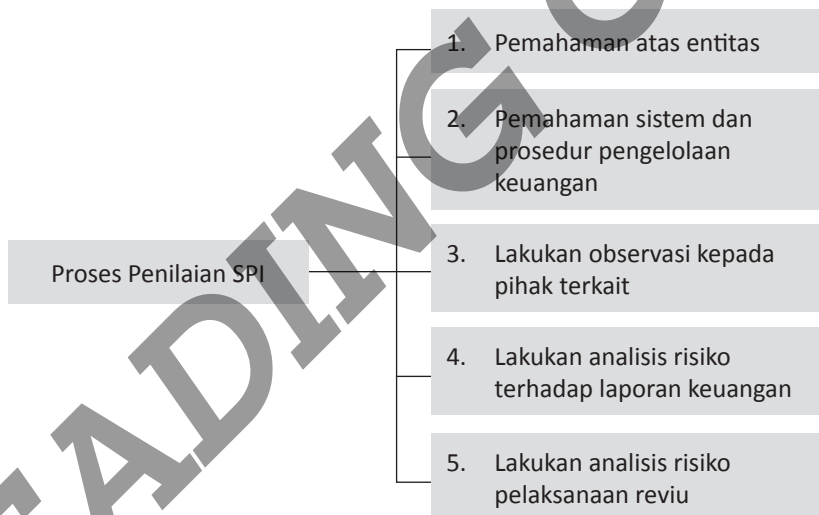 1. Pemahaman atas entitas
2. Pemahaman sistem dan
prosedur pengelolaan
keuangan
Proses Penilaian SPI
3. Lakukan observasi kepada
pihak terkait
4. Lakukan analisis risiko
terhadap laporan keuangan
5. Lakukan analisis risiko
pelaksanaan reviu
ADING C